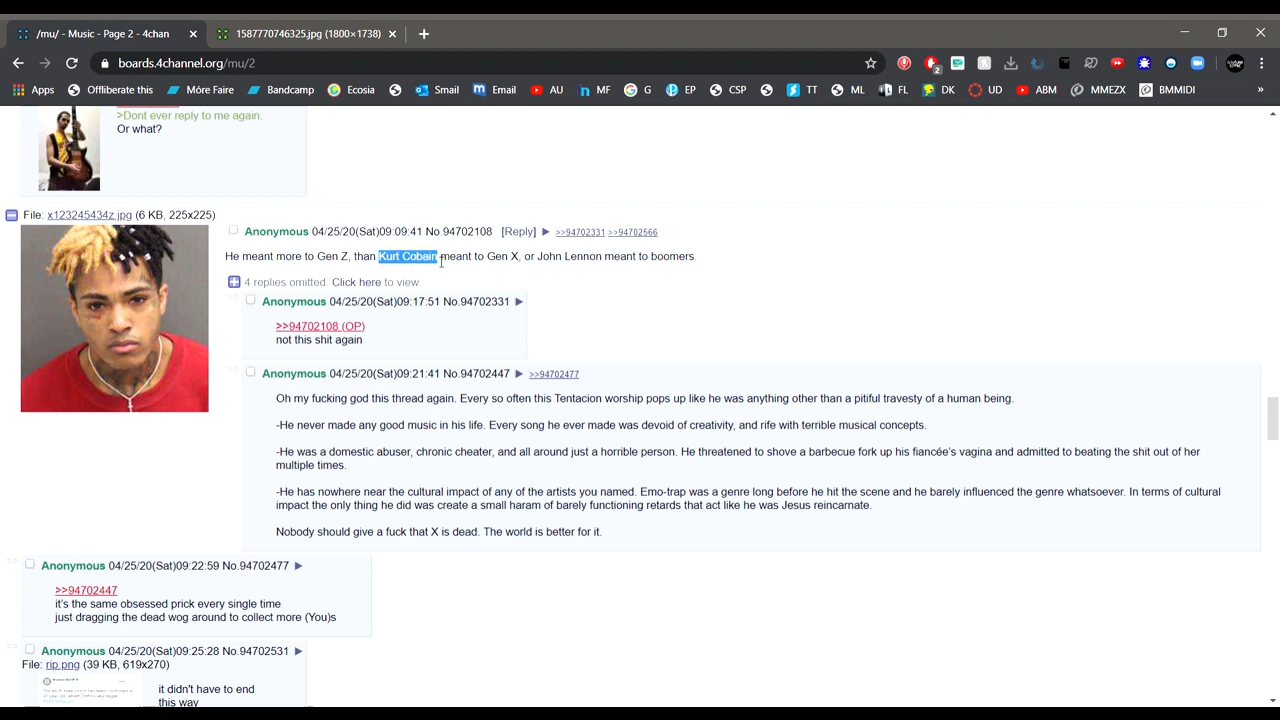 /mu/ - Music - Page 2 - 4chan
1587770746325.jpg (1800×1738)
boards.4channel.org/mu/2
2
Apps Offliberate this Móre Faire Bandcamp Ecosia Smail Email AU MF G EP CSP TT ML FL DK UD ABM MMEZX BMMIDI »
>Dont ever reply to me again.
Or what?
File: x123245434z.jpg (6 KB, 225x225)
Anonymous 04/25/20(Sat)09:09:41 No.94702108 [Reply] ▶ >>94702331 >>94702566
He meant more to Gen Z, than Kurt Cobain meant to Gen X, or John Lennon meant to boomers.
4 replies omitted. Click here to view.
>> Anonymous 04/25/20(Sat)09:17:51 No.94702331 ▶
>>94702108 (OP)
not this shit again
>> Anonymous 04/25/20(Sat)09:21:41 No.94702447 ▶ >>94702477
Oh my fucking god this thread again. Every so often this Tentacion worship pops up like he was anything other than a pitiful travesty of a human being.
-He never made any good music in his life. Every song he ever made was devoid of creativity, and rife with terrible musical concepts.
-He was a domestic abuser, chronic cheater, and all around just a horrible person. He threatened to shove a barbecue fork up his fiancée's vagina and admitted to beating the shit out of her
multiple times.
-He has nowhere near the cultural impact of any of the artists you named. Emo-trap was a genre long before he hit the scene and he barely influenced the genre whatsoever. In terms of cultural
impact the only thing he did was create a small haram of barely functioning retards that act like he was Jesus reincarnate.
Nobody should give a fuck that X is dead. The world is better for it.
>> Anonymous 04/25/20(Sat)09:22:59 No.94702477 ▶
>>94702447
it's the same obsessed prick every single time
just dragging the dead wog around to collect more (You)s
>> Anonymous 04/25/20(Sat)09:25:28 No.94702531 ▶
File: rip.png (39 KB, 619x270)
it didn't have to end
this way